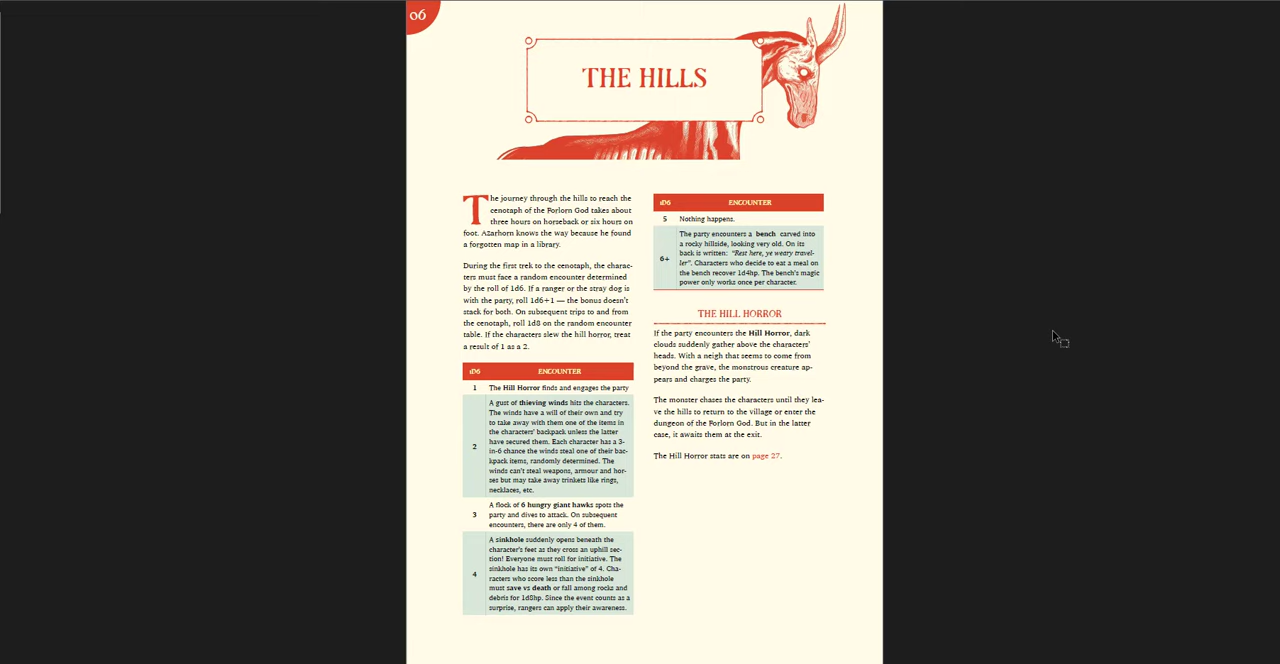 06
THE HILLS
The journey through the hills to reach the
cenotaph of the Forlorn God takes about
three hours on horseback or six hours on
foot. Azarhorn knows the way because he found
a forgotten map in a library.
During the first trek to the cenotaph, the charac-
ters must face a random encounter determined
by the roll of 1d6. If a ranger or the stray dog is
with the party, roll 1d6+1 — the bonus doesn't
stack for both. On subsequent trips to and from
the cenotaph, roll 1d8 on the random encounter
table. If the characters slew the hill horror, treat
a result of 1 as a 2.
1D6 ENCOUNTER
1 The Hill Horror finds and engages the party
A gust of thieving winds hits the characters.
The winds have a will of their own and try
to take away with them one of the items in
the characters' backpack unless the latter
have secured them. Each character has a 3-
in-6 chance the winds steal one of their bac-
2 kpack items, randomly determined. The
winds can't steal weapons, armour and hor-
ses but may take away trinkets like rings,
necklaces, etc.
A flock of 6 hungry giant hawks spots the
3 party and dives to attack. On subsequent
encounters, there are only 4 of them.
A sinkhole suddenly opens beneath the
character's feet as they cross an uphill sec-
tion! Everyone must roll for initiative. The
sinkhole has its own "initiative" of 4. Cha-
4 racters who score less than the sinkhole
must save vs death or fall among rocks and
debris for 1d8hp. Since the event counts as a
surprise, rangers can apply their awareness.
1D6 ENCOUNTER
5 Nothing happens.
The party encounters a bench carved into
a rocky hillside, looking very old. On its
back is written: "Rest here, ye weary travel-
6+ ler". Characters who decide to eat a meal on
the bench recover 1d4hp. The bench's magic
power only works once per character.
THE HILL HORROR
If the party encounters the Hill Horror, dark
clouds suddenly gather above the characters'
heads. With a neigh that seems to come from
beyond the grave, the monstrous creature ap-
pears and charges the party.
The monster chases the characters until they lea-
ve the hills to return to the village or enter the
dungeon of the Forlorn God. But in the latter
case, it awaits them at the exit.
The Hill Horror stats are on page 27.